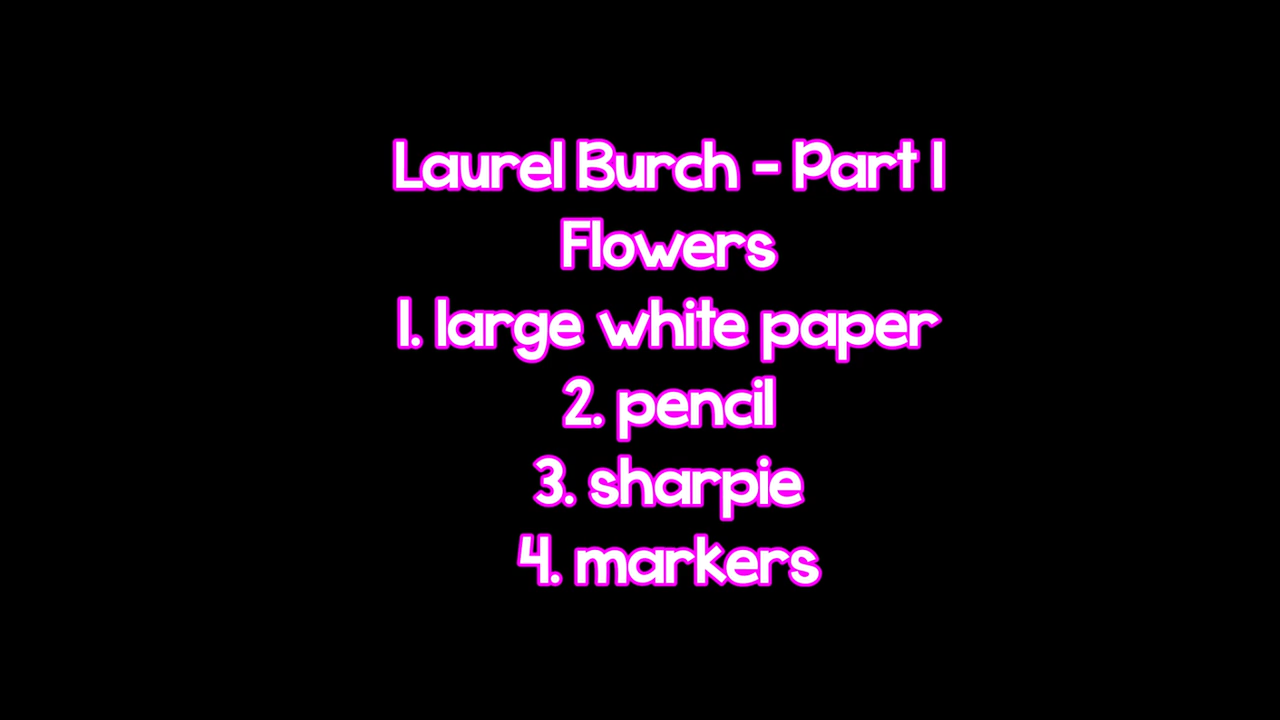 Laurel Burch - Part 1
Flowers
1. large white paper
2. pencil
3. sharpie
4. markers